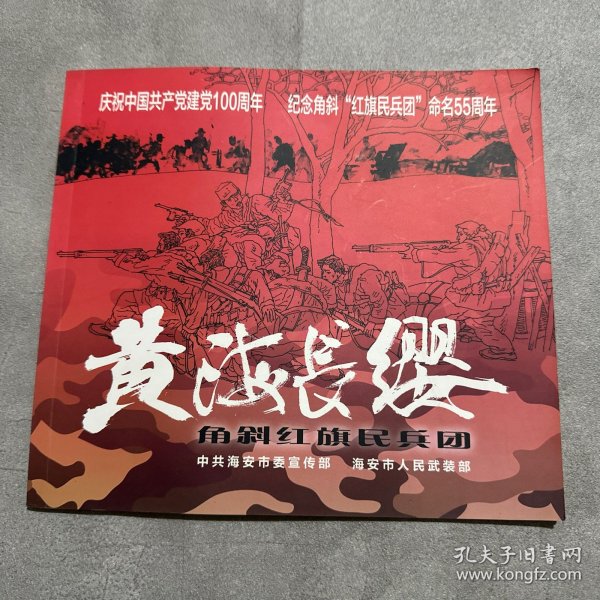 庆祝中国共产党建党100周年 纪念角斜“红旗民兵团”命名55周年
黄海長缨
角斜红旗民兵团
中共海安市委宣传部 海安市人民武装部
孔夫子旧书网
www.kongfz.com